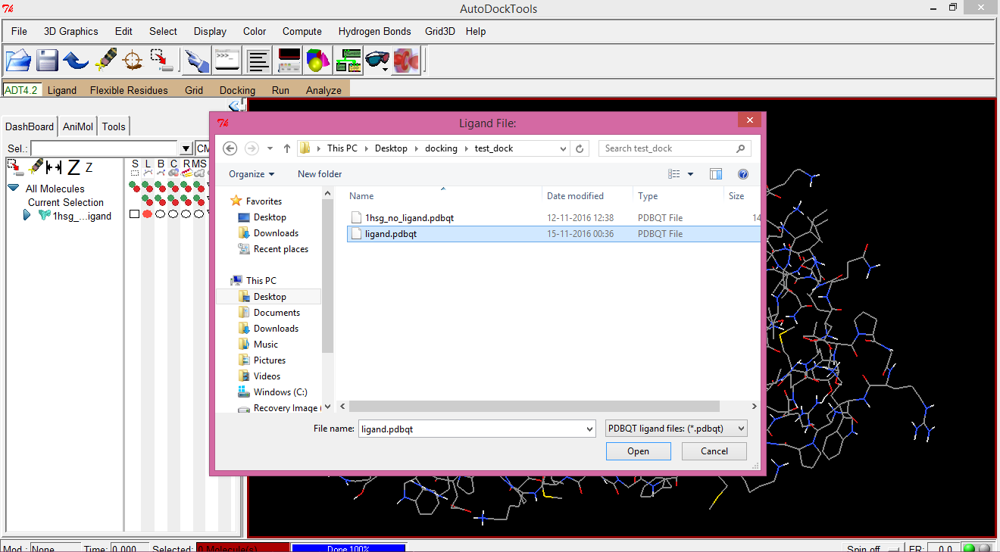 AutoDockTools
File 3D Graphics Edit Select Display Color Compute Hydrogen Bonds Grid3D Help
ADT4.2 Ligand Flexible Residues Grid Docking Run Analyze
DashBoard AniMol Tools
Sel.: CM
S L B C R MS
All Molecules
Current Selection
1hsg_...igand
Ligand File:
This PC Desktop docking test_dock
Search test_dock
Organize New folder
Name Date modified Type Size
1hsg_no_ligand.pdbqt 12-11-2016 12:38 PDBQT File 14
ligand.pdbqt 15-11-2016 00:36 PDBQT File
Favorites
Desktop
Downloads
Recent places
This PC
Desktop
Documents
Downloads
Music
Pictures
Videos
Windows (C:)
Recovery Image (
File name: ligand.pdbqt PDBQT ligand files: (*.pdbqt)
Open Cancel
Mod.: None Time: 0.000 Selected: 0 Molecule(s) Done 100% Spin off FR: 0.0